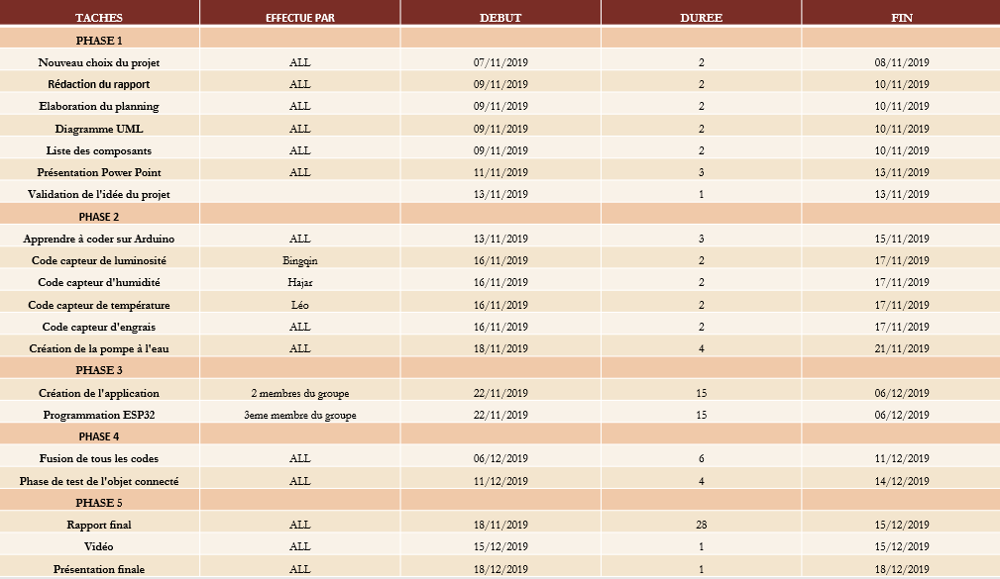 TACHES EFFECTUE PAR DEBUT DUREE FIN
PHASE 1
Nouveau choix du projet ALL 07/11/2019 2 08/11/2019
Rédaction du rapport ALL 09/11/2019 2 10/11/2019
Elaboration du planning ALL 09/11/2019 2 10/11/2019
Diagramme UML ALL 09/11/2019 2 10/11/2019
Liste des composants ALL 09/11/2019 2 10/11/2019
Présentation Power Point ALL 11/11/2019 3 13/11/2019
Validation de l'idée du projet 13/11/2019 1 13/11/2019
PHASE 2
Apprendre à coder sur Arduino ALL 13/11/2019 3 15/11/2019
Code capteur de luminosité Bingqin 16/11/2019 2 17/11/2019
Code capteur d'humidité Hajar 16/11/2019 2 17/11/2019
Code capteur de température Léo 16/11/2019 2 17/11/2019
Code capteur d'engrais ALL 16/11/2019 2 17/11/2019
Création de la pompe à l'eau ALL 18/11/2019 4 21/11/2019
PHASE 3
Création de l'application 2 membres du groupe 22/11/2019 15 06/12/2019
Programmation ESP32 3eme membre du groupe 22/11/2019 15 06/12/2019
PHASE 4
Fusion de tous les codes ALL 06/12/2019 6 11/12/2019
Phase de test de l'objet connecté ALL 11/12/2019 4 14/12/2019
PHASE 5
Rapport final ALL 18/11/2019 28 15/12/2019
Vidéo ALL 15/12/2019 1 15/12/2019
Présentation finale ALL 18/12/2019 1 18/12/2019